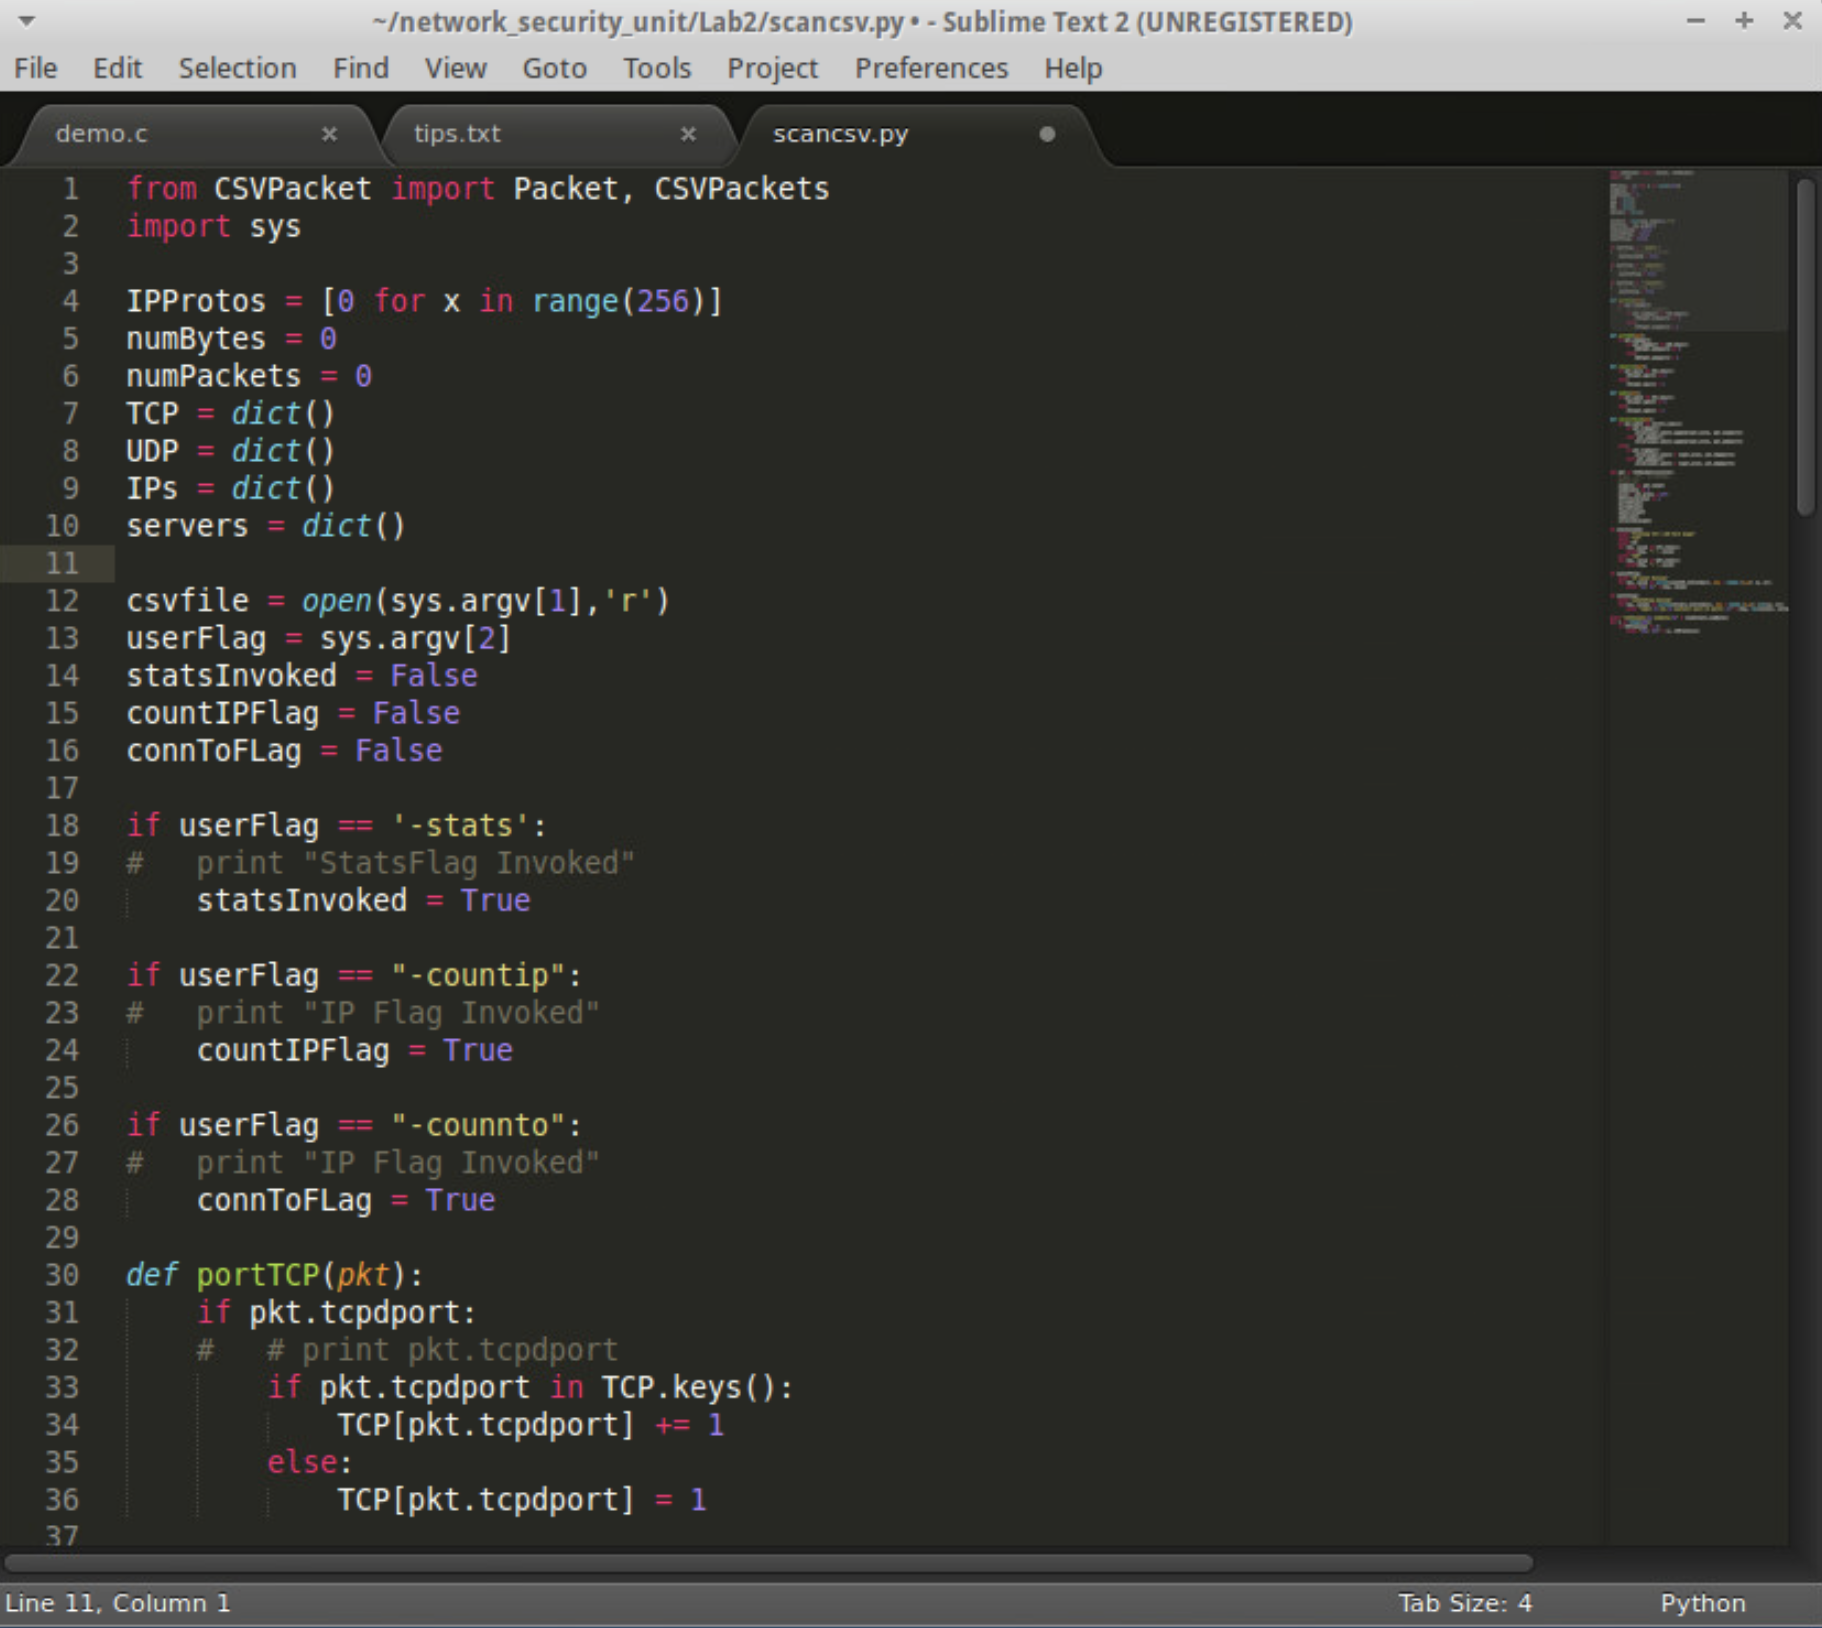 ~/network_security_unit/Lab2/scancsv.py • - Sublime Text 2 (UNREGISTERED)
File Edit Selection Find View Goto Tools Project Preferences Help
demo.c tips.txt scancsv.py
1 from CSVPacket import Packet, CSVPackets
2 import sys
3
4 IPProtos = [0 for x in range(256)]
5 numBytes = 0
6 numPackets = 0
7 TCP = dict()
8 UDP = dict()
9 IPs = dict()
10 servers = dict()
11
12 csvfile = open(sys.argv[1],'r')
13 userFlag = sys.argv[2]
14 statsInvoked = False
15 countIPFlag = False
16 connToFLag = False
17
18 if userFlag == '-stats':
19 #   print "StatsFlag Invoked"
20     statsInvoked = True
21
22 if userFlag == "-countip":
23 #   print "IP Flag Invoked"
24     countIPFlag = True
25
26 if userFlag == "-counnto":
27 #   print "IP Flag Invoked"
28     connToFLag = True
29
30 def portTCP(pkt):
31     if pkt.tcpdport:
32     #   # print pkt.tcpdport
33         if pkt.tcpdport in TCP.keys():
34             TCP[pkt.tcpdport] += 1
35         else:
36             TCP[pkt.tcpdport] = 1
37
Line 11, Column 1 Tab Size: 4 Python